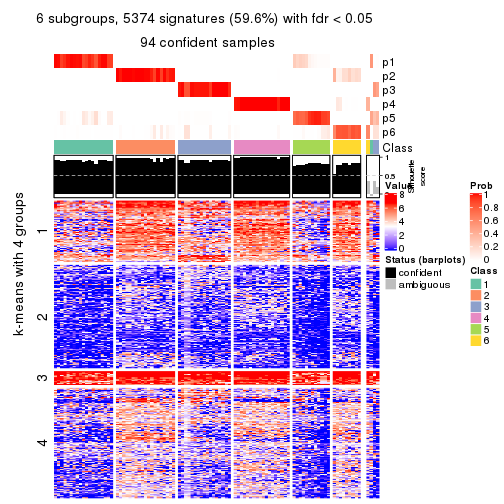 6 subgroups, 5374 signatures (59.6%) with fdr < 0.05
94 confident samples
p1
p2
p3
p4
p5
p6
Class
1
0.5
0
Silhouette
score
k-means with 4 groups
1
2
3
4
Value
8
6
4
2
0
Status (barplots)
confident
ambiguous
Prob
1
0.8
0.6
0.4
0.2
0
Class
1
2
3
4
5
6